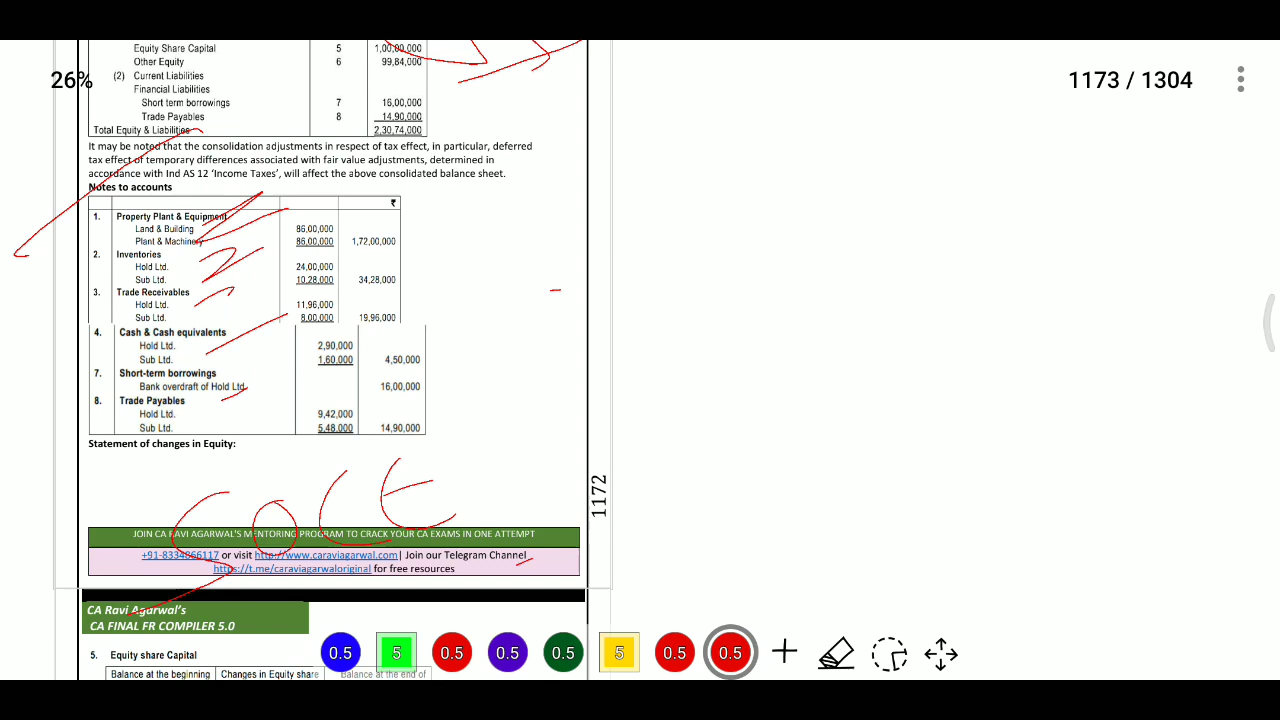 Equity Share Capital 5 1,00,00,000
26% Other Equity 6 99,84,000 1173 / 1304
(2) Current Liabilities
Financial Liabilities
Short term borrowings 7 16,00,000
Trade Payables 8 14,90,000
Total Equity & Liabilities 2,30,74,000
It may be noted that the consolidation adjustments in respect of tax effect, in particular, deferred
tax effect of temporary differences associated with fair value adjustments, determined in
accordance with Ind AS 12 ‘Income Taxes’, will affect the above consolidated balance sheet.
Notes to accounts
₹
1. Property Plant & Equipment
Land & Building 86,00,000
Plant & Machinery 86,00,000 1,72,00,000
2. Inventories
Hold Ltd. 24,00,000
Sub Ltd. 10,28,000 34,28,000
3. Trade Receivables
Hold Ltd. 11,96,000
Sub Ltd. 8,00,000 19,96,000
4. Cash & Cash equivalents
Hold Ltd. 2,90,000
Sub Ltd. 1,60,000 4,50,000
7. Short-term borrowings
Bank overdraft of Hold Ltd. 16,00,000
8. Trade Payables
Hold Ltd. 9,42,000
Sub Ltd. 5,48,000 14,90,000
Statement of changes in Equity:
SOCE
1172
JOIN CA RAVI AGARWAL'S MENTORING PROGRAM TO CRACK YOUR CA EXAMS IN ONE ATTEMPT
+91-8334866117 or visit http://www.caraviagarwal.com| Join our Telegram Channel
https://t.me/caraviagarwaloriginal for free resources
CA Ravi Agarwal's
CA FINAL FR COMPILER 5.0
5. Equity share Capital
Balance at the beginning Changes in Equity share Balance at the end of
0.5 5 0.5 0.5 0.5 5 0.5 0.5